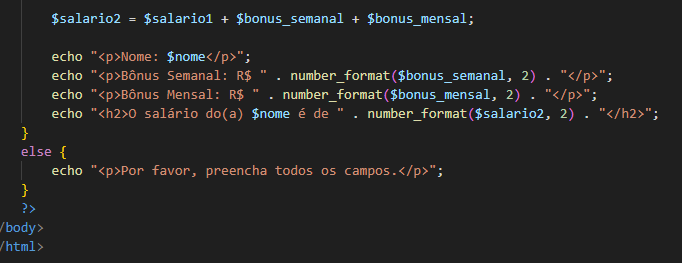 $salario2 = $salario1 + $bonus_semanal + $bonus_mensal;
echo "<p>Nome: $nome</p>";
echo "<p>Bônus Semanal: R$ " . number_format($bonus_semanal, 2) . "</p>";
echo "<p>Bônus Mensal: R$ " . number_format($bonus_mensal, 2) . "</p>";
echo "<h2>O salário do(a) $nome é de " . number_format($salario2, 2) . "</h2>";
}
else {
echo "<p>Por favor, preencha todos os campos.</p>";
}
?>
/body>
/html>